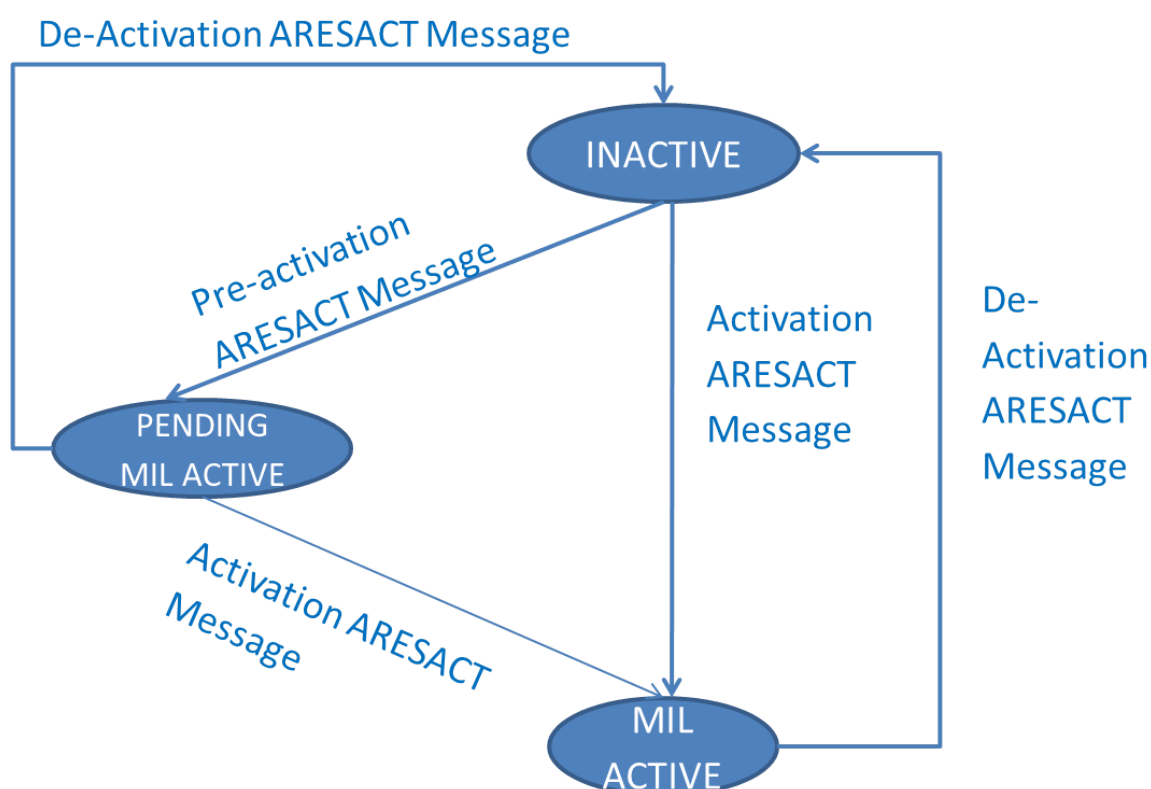 De-Activation ARESACT Message
INACTIVE
Pre-activation
ARESACT Message
Activation
ARESACT
Message
De-
Activation
ARESACT
Message
PENDING
MIL ACTIVE
Activation ARESACT
Message
MIL
ACTIVE